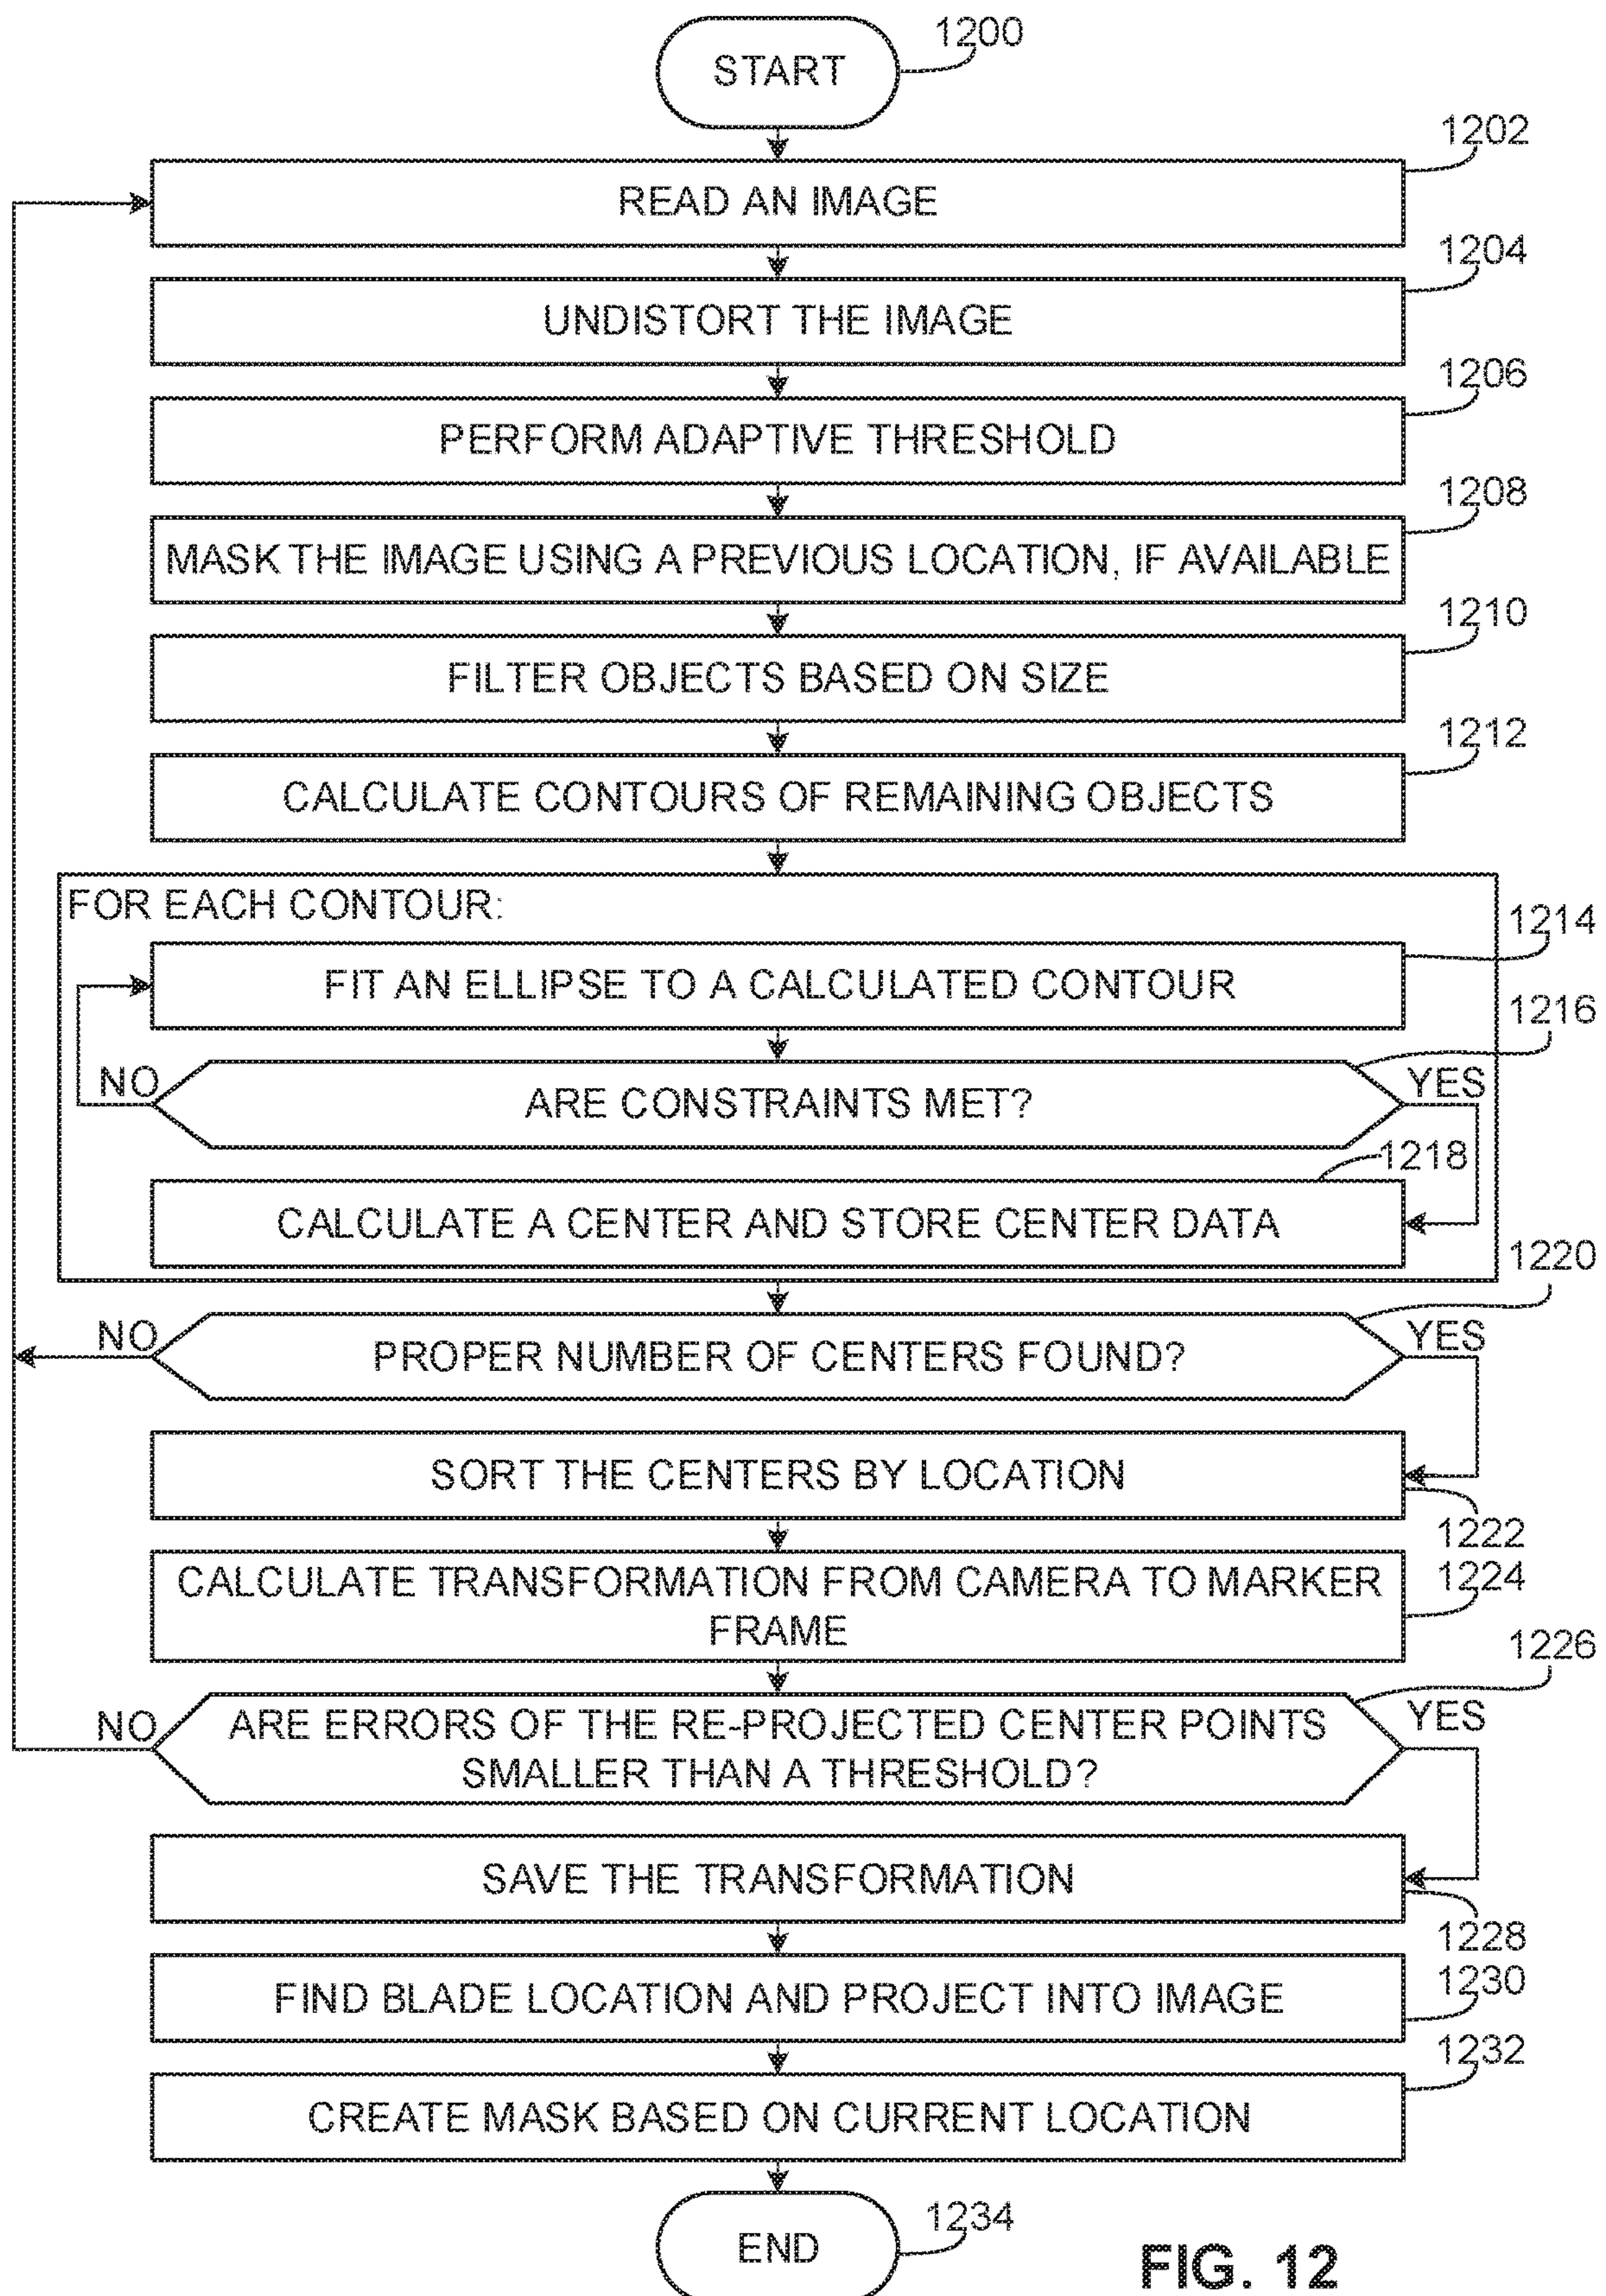 START
1200
1202
READ AN IMAGE
1204
UNDISTORT THE IMAGE
1206
PERFORM ADAPTIVE THRESHOLD
1208
MASK THE IMAGE USING A PREVIOUS LOCATION, IF AVAILABLE
1210
FILTER OBJECTS BASED ON SIZE
1212
CALCULATE CONTOURS OF REMAINING OBJECTS
FOR EACH CONTOUR:
1214
FIT AN ELLIPSE TO A CALCULATED CONTOUR
1216
NO
ARE CONSTRAINTS MET?
YES
1218
CALCULATE A CENTER AND STORE CENTER DATA
1220
NO
PROPER NUMBER OF CENTERS FOUND?
YES
SORT THE CENTERS BY LOCATION
1222
CALCULATE TRANSFORMATION FROM CAMERA TO MARKER
FRAME
1224
1226
NO
ARE ERRORS OF THE RE-PROJECTED CENTER POINTS
SMALLER THAN A THRESHOLD?
YES
SAVE THE TRANSFORMATION
1228
FIND BLADE LOCATION AND PROJECT INTO IMAGE
1230
1232
CREATE MASK BASED ON CURRENT LOCATION
END
1234
FIG. 12